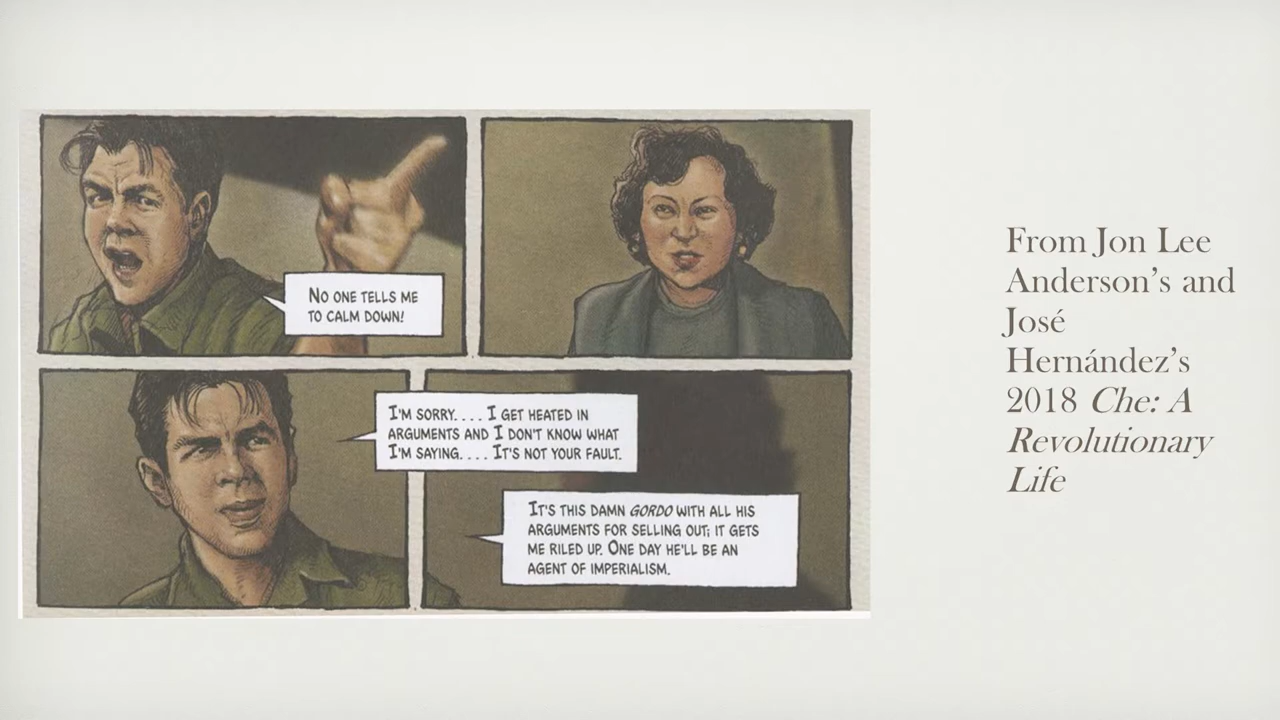 No one tells me
to calm down!
I'm sorry.... I get heated in
arguments and I don't know what
I'm saying.... It's not your fault.
It's this damn gordo with all his
arguments for selling out; it gets
me riled up. One day he'll be an
agent of imperialism.
From Jon Lee
Anderson’s and
José
Hernández’s
2018 Che: A
Revolutionary
Life